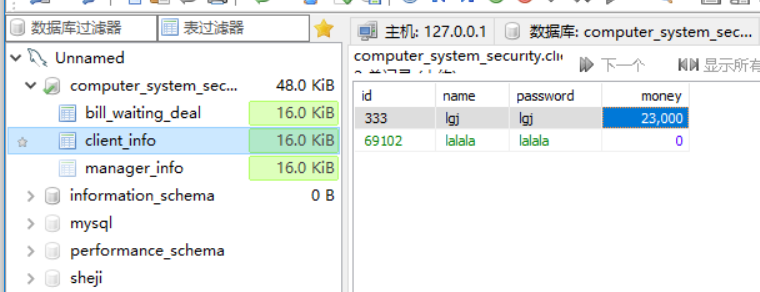 数据库过滤器 表过滤器
Unnamed
computer_system_sec... 48.0 KiB
bill_waiting_deal 16.0 KiB
client_info 16.0 KiB
manager_info 16.0 KiB
information_schema 0 B
mysql
performance_schema
sheji
主机: 127.0.0.1 数据库: computer_system_sec...
computer_system_security.clie
下一个 显示所有
id name password money
333 lgj lgj 23,000
69102 lalala lalala 0